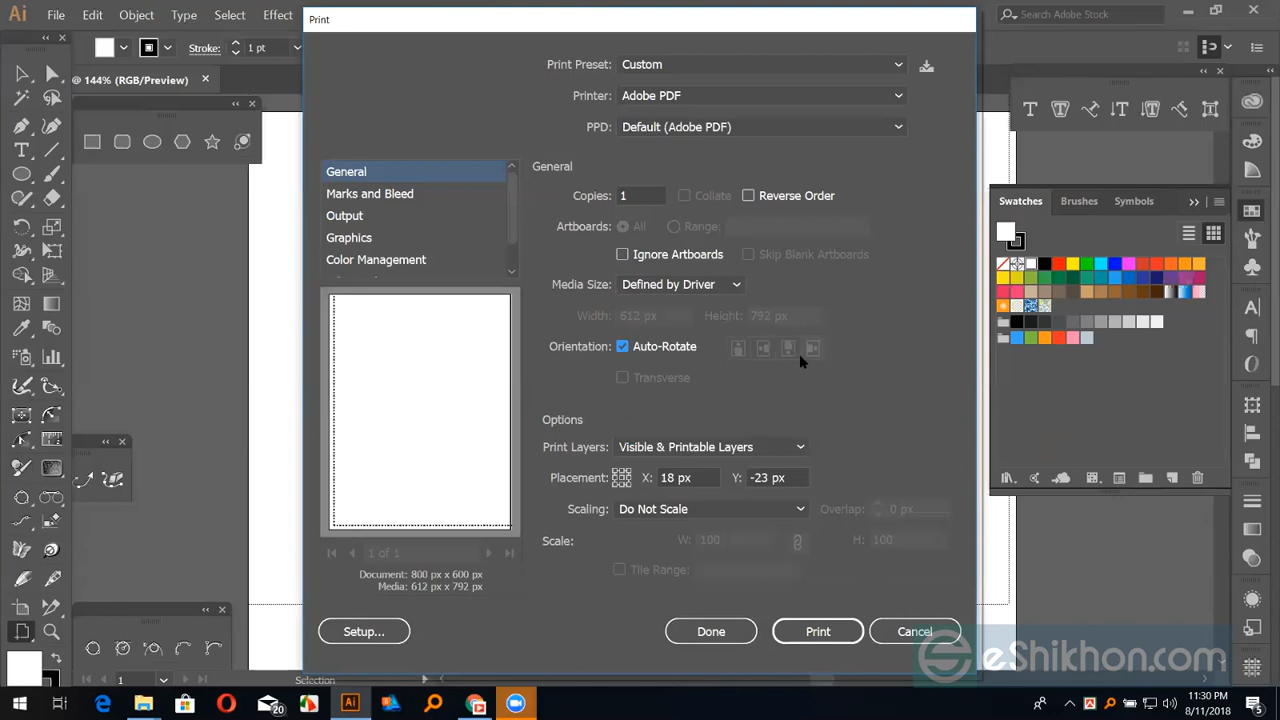 Ai
File
Edit
Object
Type
Select
Effect
Search Adobe Stock
Print
Stroke:
1 pt
@ 144% (RGB/Preview)
Print Preset:
Custom
Printer:
Adobe PDF
PPD:
Default (Adobe PDF)
General
Marks and Bleed
Output
Graphics
Color Management
General
Copies:
1
Collate
Reverse Order
Artboards:
All
Range:
Ignore Artboards
Skip Blank Artboards
Media Size:
Defined by Driver
Width:
612 px
Height:
792 px
Orientation:
Auto-Rotate
Transverse
Options
Print Layers:
Visible & Printable Layers
Placement:
X:
18 px
Y:
-23 px
Scaling:
Do Not Scale
Overlap:
0 px
Scale:
W:
100
H:
100
Tile Range:
1 of 1
Document: 800 px x 600 px
Media: 612 px x 792 px
Setup...
Done
Print
Cancel
Swatches
Brushes
Symbols
eShikhon.com
1
Selection
20
Ai
11:30 PM
8/11/2018
5